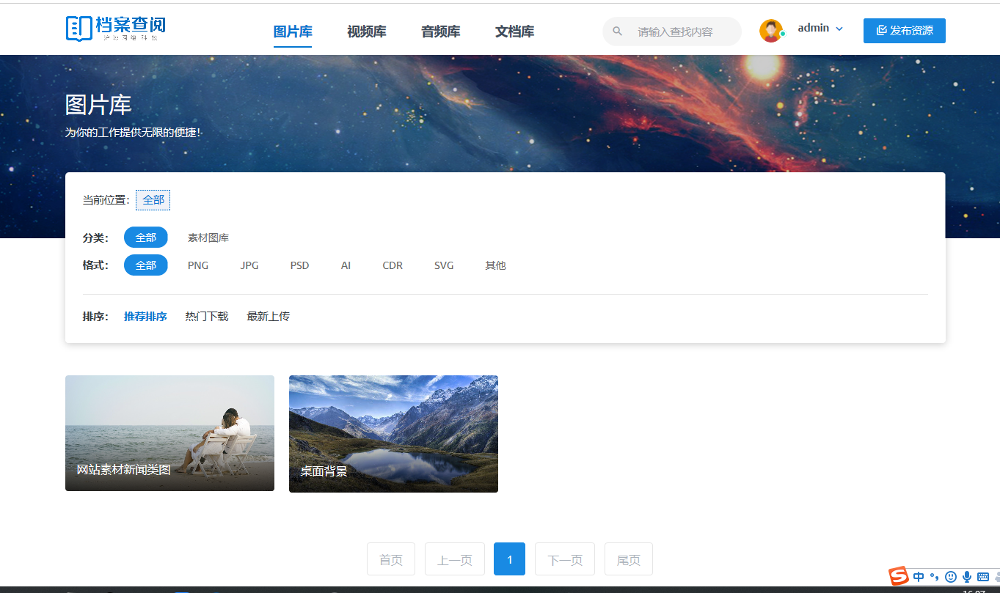 档案查阅
图片库 视频库 音频库 文档库 请输入查找内容 admin 发布资源
图片库
为你的工作提供无限的便捷!
当前位置： 全部
分类： 全部 素材图库
格式： 全部 PNG JPG PSD AI CDR SVG 其他
排序： 推荐排序 热门下载 最新上传
网站素材新闻类图 桌面背景
首页 上一页 1 下一页 尾页
中